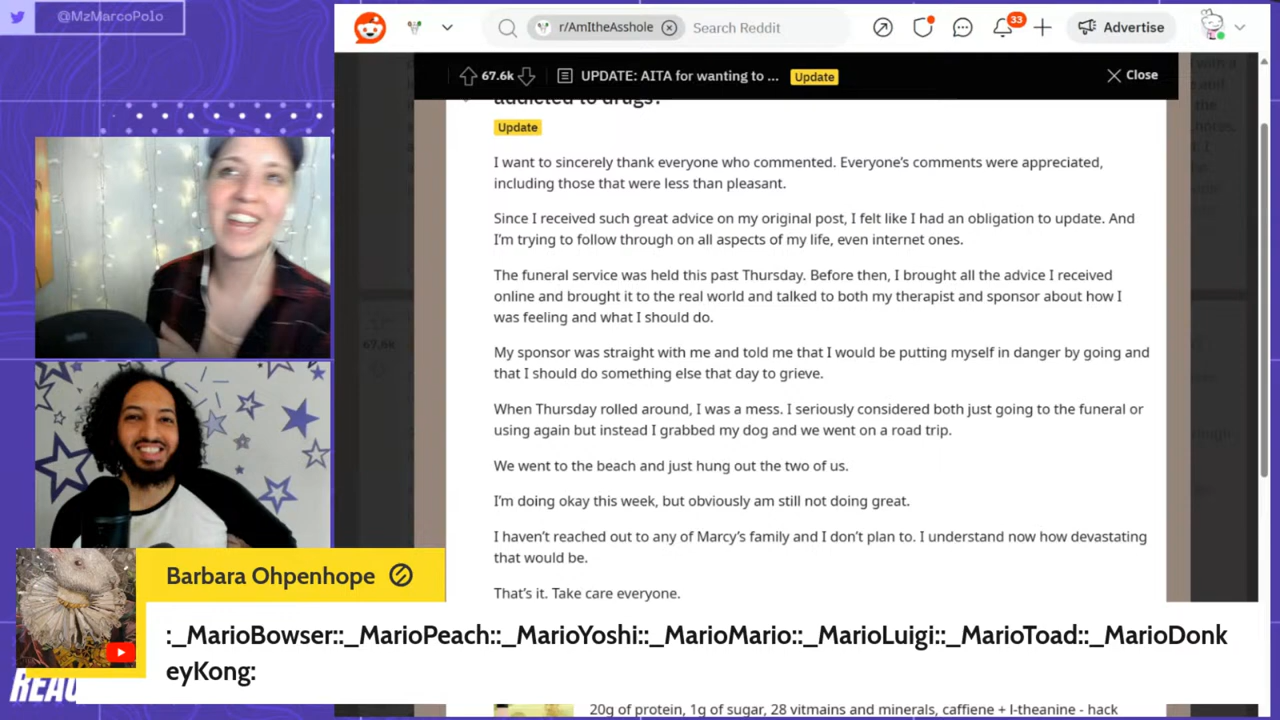 @MzMarcoPolo
r/AmItheAsshole
Search Reddit
33
Advertise
67.6k
UPDATE: AITA for wanting to ...
Update
Close
addicted to drugs?
Update
I want to sincerely thank everyone who commented. Everyone’s comments were appreciated,
including those that were less than pleasant.
Since I received such great advice on my original post, I felt like I had an obligation to update. And
I’m trying to follow through on all aspects of my life, even internet ones.
The funeral service was held this past Thursday. Before then, I brought all the advice I received
online and brought it to the real world and talked to both my therapist and sponsor about how I
was feeling and what I should do.
67.6k
My sponsor was straight with me and told me that I would be putting myself in danger by going and
that I should do something else that day to grieve.
When Thursday rolled around, I was a mess. I seriously considered both just going to the funeral or
using again but instead I grabbed my dog and we went on a road trip.
We went to the beach and just hung out the two of us.
I’m doing okay this week, but obviously am still not doing great.
I haven’t reached out to any of Marcy’s family and I don’t plan to. I understand now how devastating
that would be.
That’s it. Take care everyone.
Barbara Ohpenhope
:_MarioBowser::_MarioPeach::_MarioYoshi::_MarioMario::_MarioLuigi::_MarioToad::_MarioDonk
eyKong:
20g of protein, 1g of sugar, 28 vitmains and minerals, caffiene + l-theanine - hack